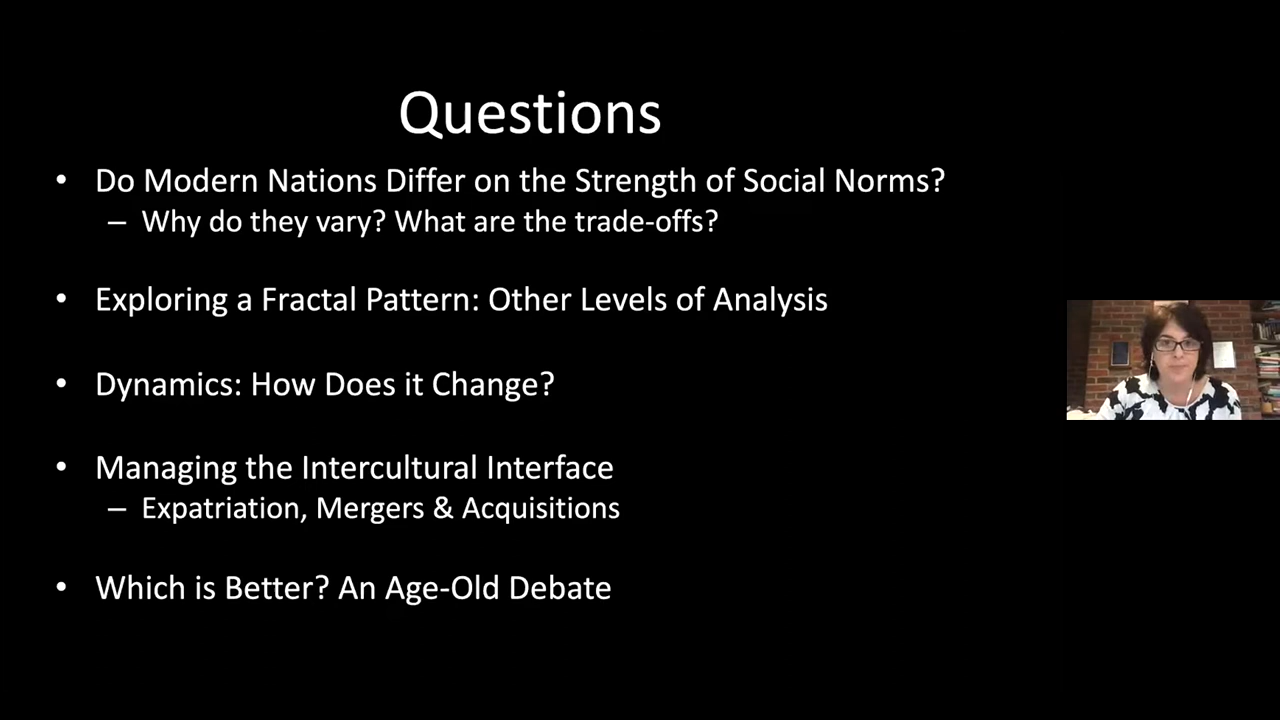 Questions
• Do Modern Nations Differ on the Strength of Social Norms?
– Why do they vary? What are the trade-offs?
• Exploring a Fractal Pattern: Other Levels of Analysis
• Dynamics: How Does it Change?
• Managing the Intercultural Interface
– Expatriation, Mergers & Acquisitions
• Which is Better? An Age-Old Debate